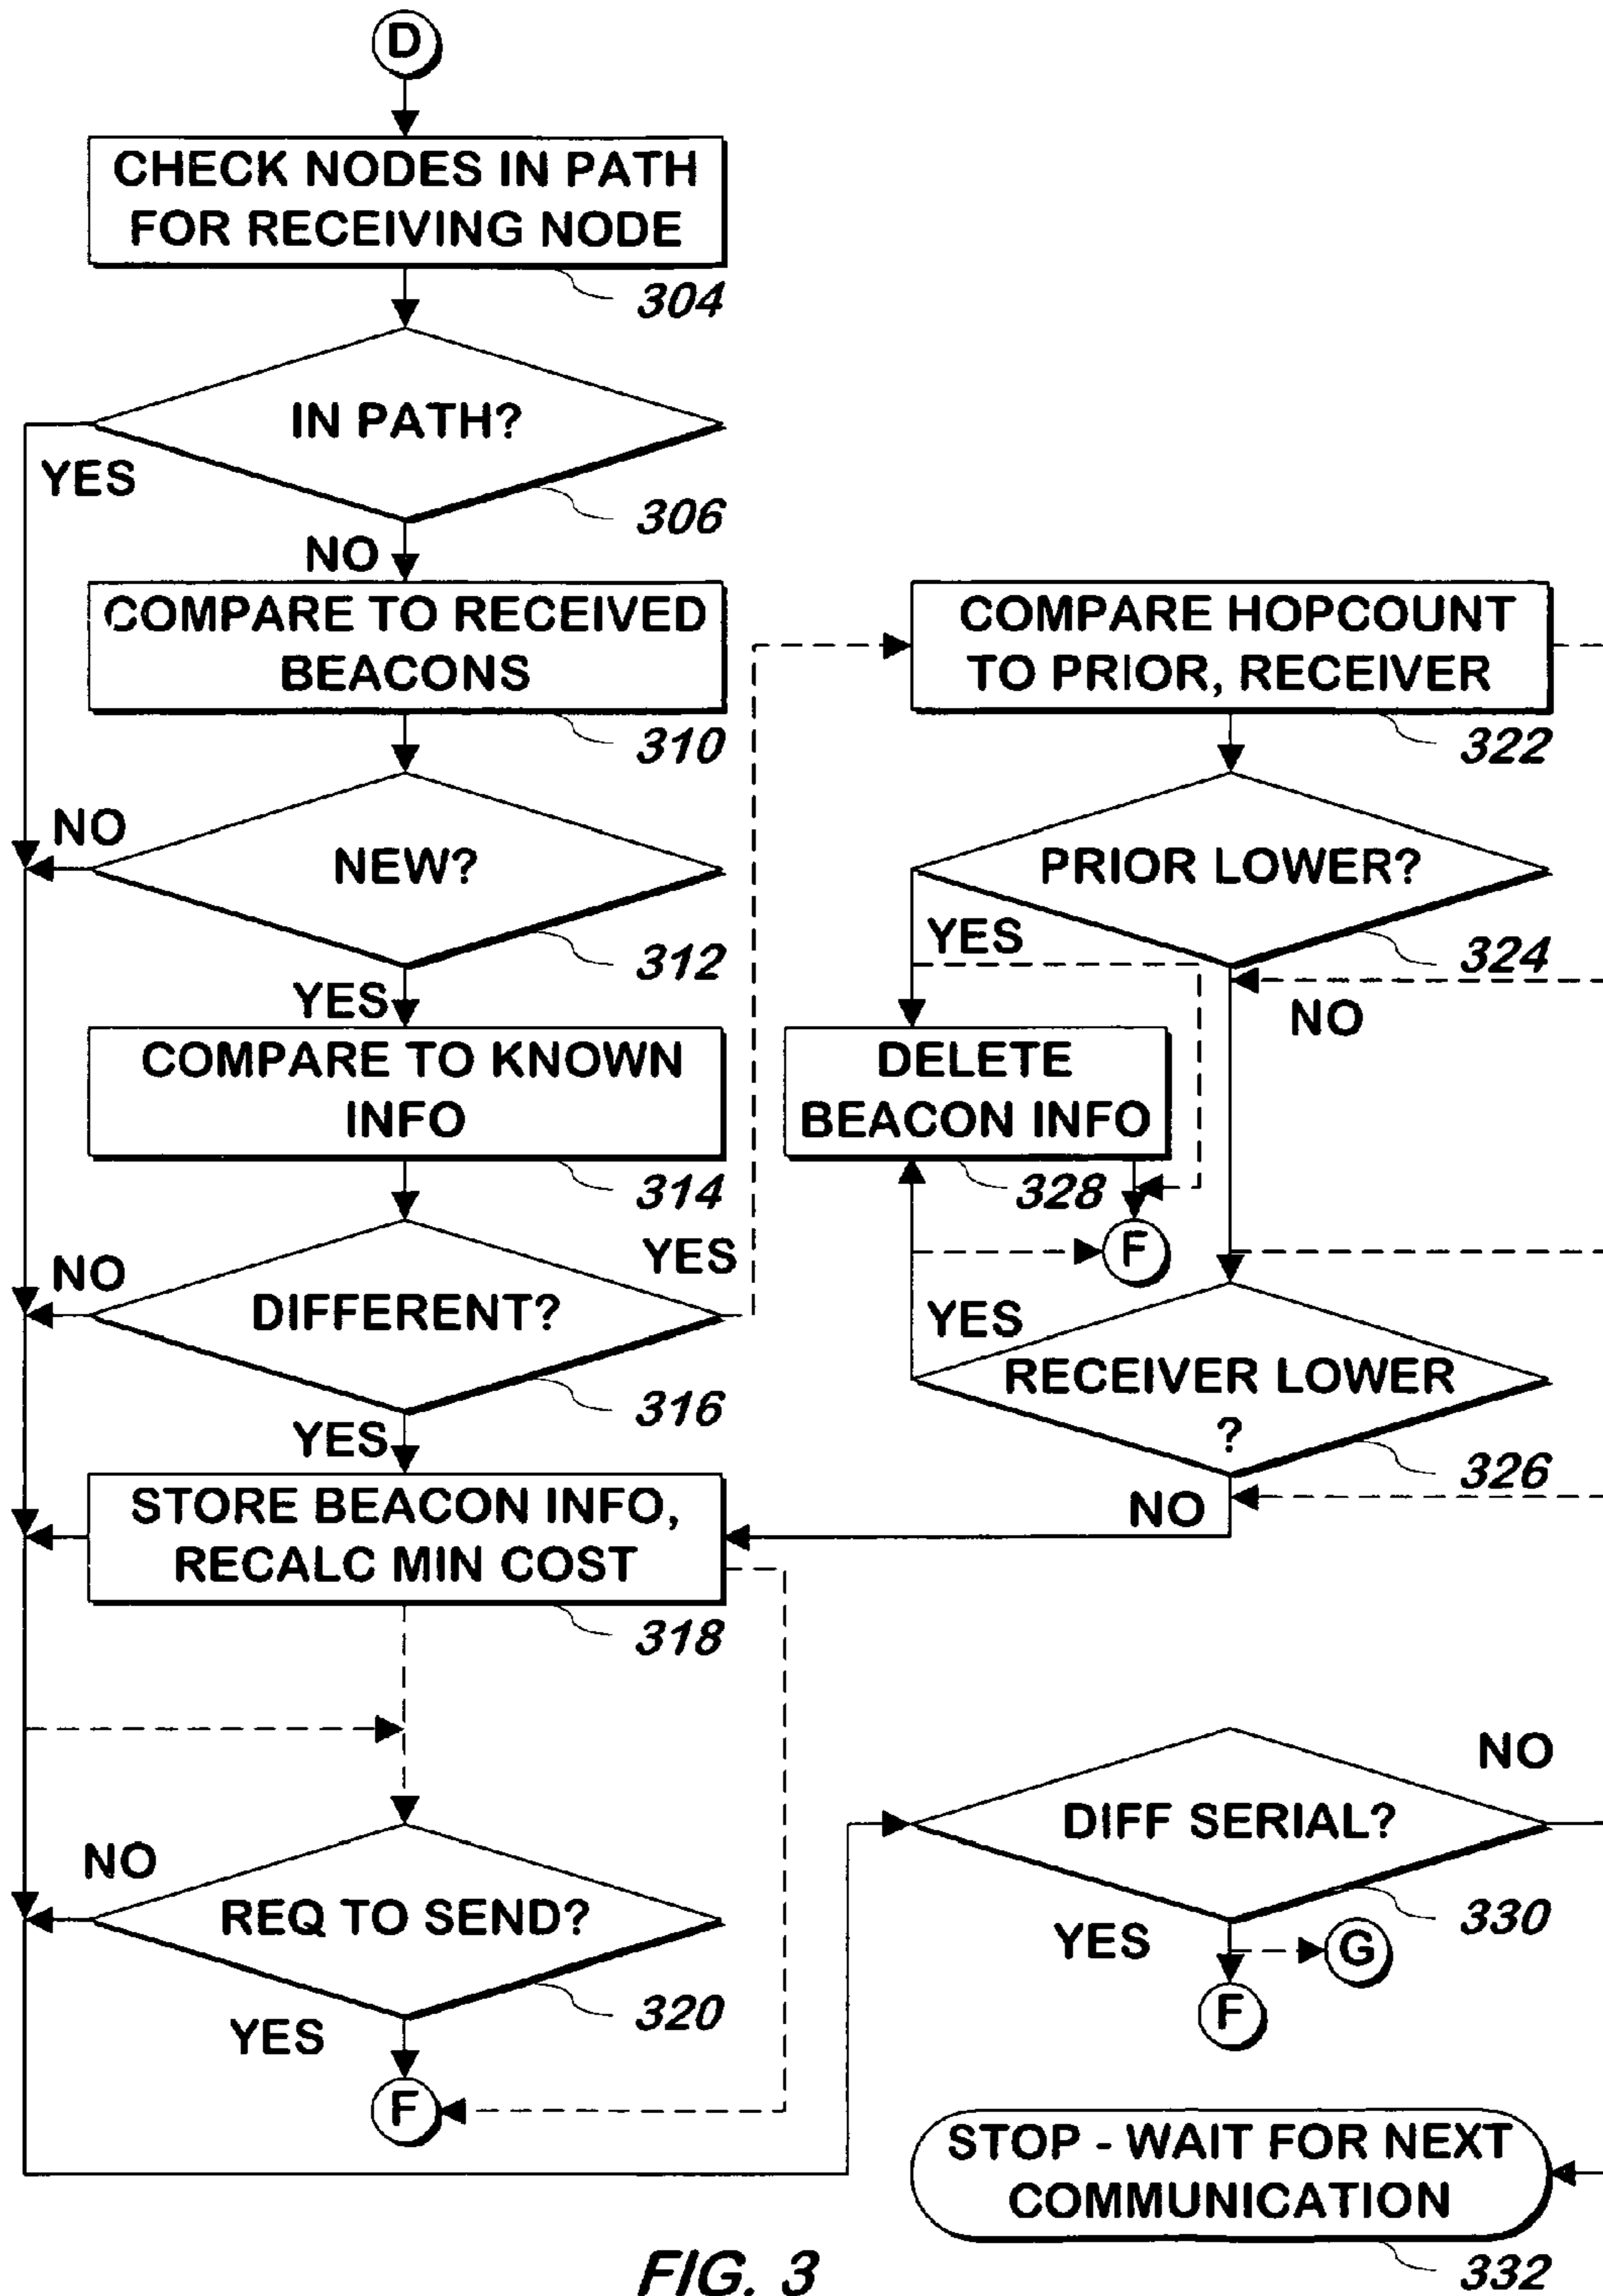 D
CHECK NODES IN PATH
FOR RECEIVING NODE
304
IN PATH?
YES
306
NO
COMPARE TO RECEIVED
BEACONS
310
NO
NEW?
312
YES
COMPARE TO KNOWN
INFO
314
NO
YES
DIFFERENT?
316
YES
STORE BEACON INFO,
RECALC MIN COST
318
NO
REQ TO SEND?
320
YES
F
COMPARE HOPCOUNT
TO PRIOR, RECEIVER
322
PRIOR LOWER?
YES
324
NO
DELETE
BEACON INFO
328
F
YES
RECEIVER LOWER
?
326
NO
NO
DIFF SERIAL?
330
YES
G
F
STOP - WAIT FOR NEXT
COMMUNICATION
332
FIG. 3